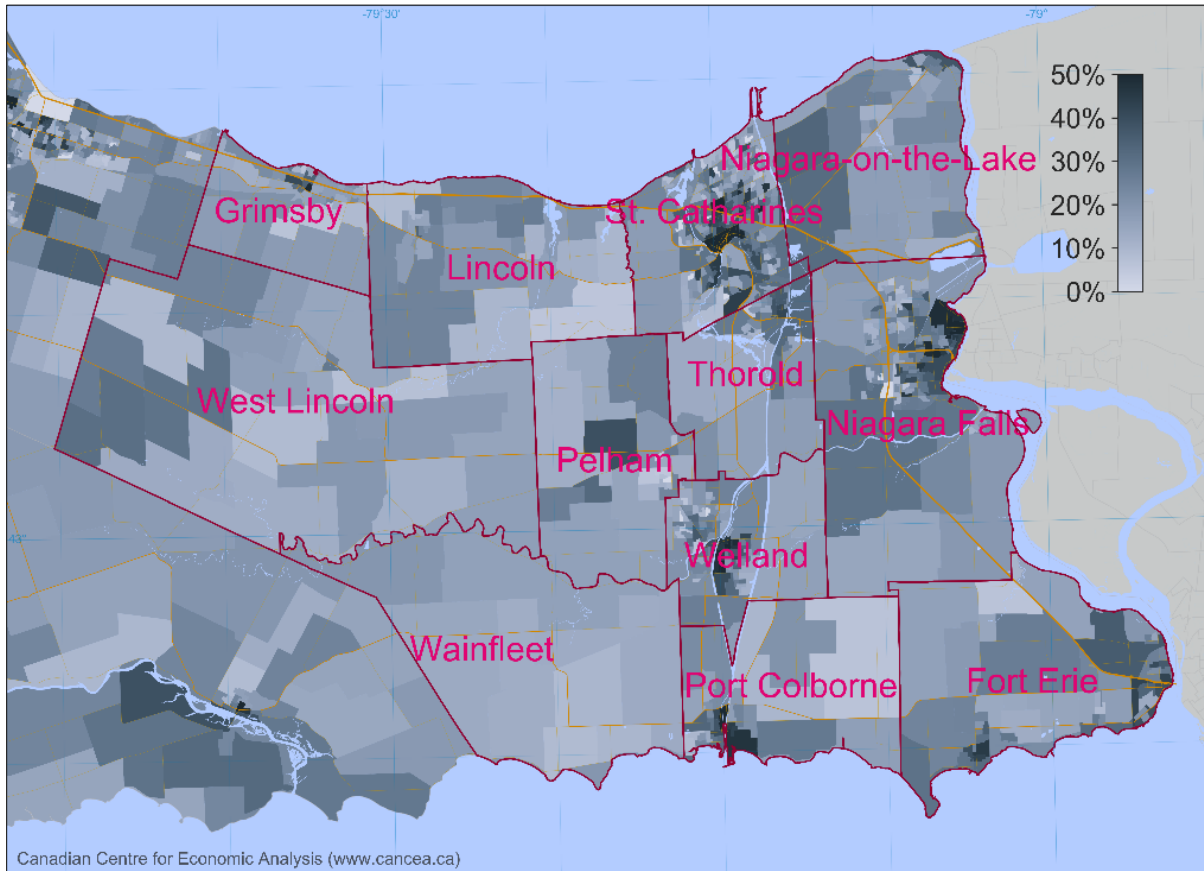 -79°30'
-79°
50%
40%
30%
20%
10%
0%
Niagara-on-the-Lake
Grimsby
St. Catharines
Lincoln
Thorold
West Lincoln
Niagara Falls
Pelham
43°
Welland
Wainfleet
Port Colborne
Fort Erie
Canadian Centre for Economic Analysis (www.cancea.ca)